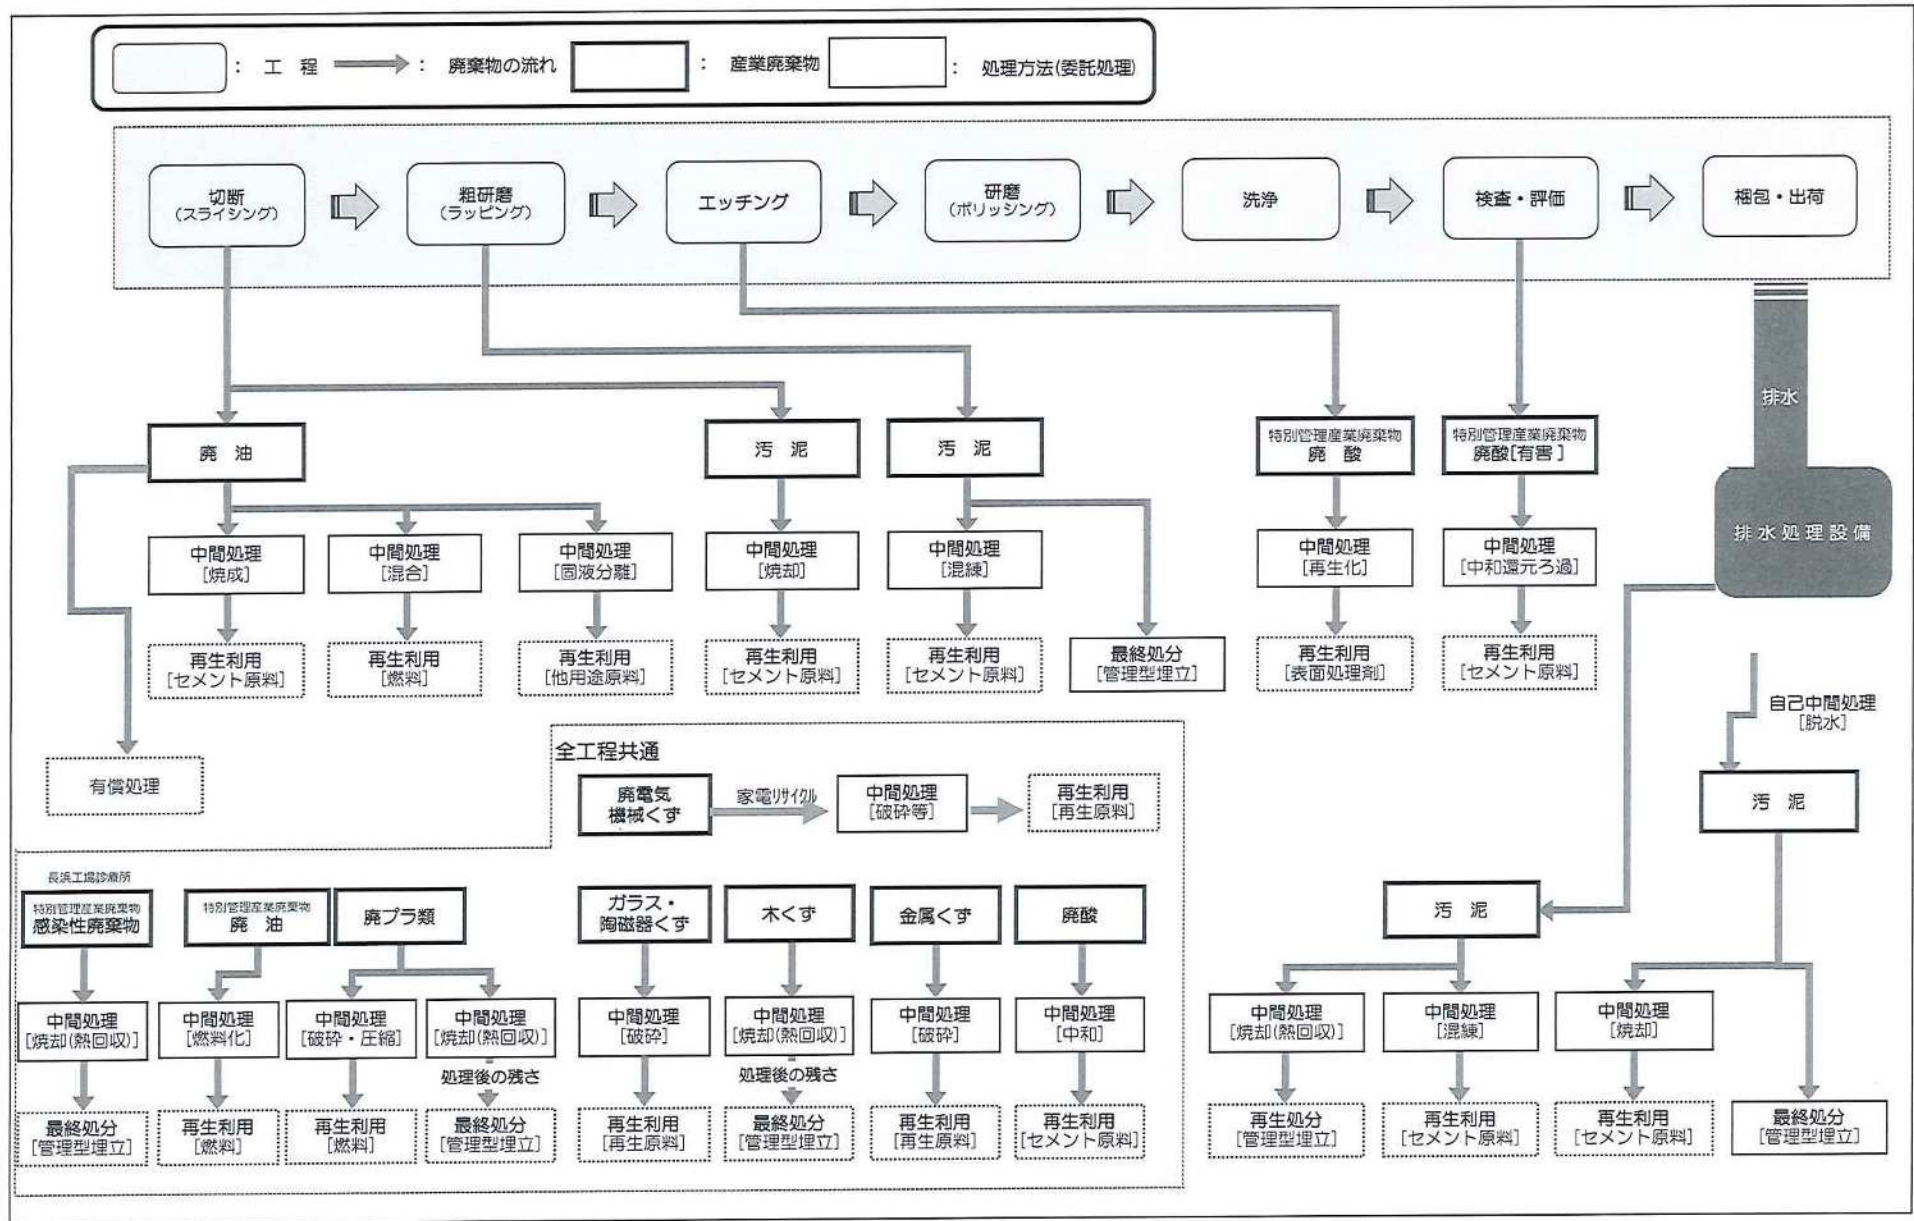 : 工 程
: 廃棄物の流れ
: 産業廃棄物
: 処理方法(委託処理)
切断
(スライシング)
粗研磨
(ラッピング)
エッチング
研磨
(ポリッシング)
洗浄
検査・評価
梱包・出荷
排水
廃 油
汚 泥
汚 泥
特別管理産業廃棄物
廃 酸
特別管理産業廃棄物
廃酸[有害]
排水処理設備
中間処理
[焼成]
中間処理
[混合]
中間処理
[固液分離]
中間処理
[焼却]
中間処理
[混練]
中間処理
[再生化]
中間処理
[中和還元ろ過]
再生利用
[セメント原料]
再生利用
[燃料]
再生利用
[他用途原料]
再生利用
[セメント原料]
再生利用
[セメント原料]
最終処分
[管理型埋立]
再生利用
[表面処理剤]
再生利用
[セメント原料]
自己中間処理
[脱水]
有償処理
全工程共通
廃電気
機械くず
家電リサイクル
中間処理
[破砕等]
再生利用
[再生原料]
汚 泥
長浜工場診療所
特別管理産業廃棄物
感染性廃棄物
特別管理産業廃棄物
廃 油
廃プラ類
ガラス・
陶磁器くず
木くず
金属くず
廃酸
汚 泥
中間処理
[焼却(熱回収)]
中間処理
[燃料化]
中間処理
[破砕・圧縮]
中間処理
[焼却(熱回収)]
中間処理
[破砕]
中間処理
[焼却(熱回収)]
中間処理
[破砕]
中間処理
[中和]
中間処理
[焼却(熱回収)]
中間処理
[混練]
中間処理
[焼却]
処理後の残さ
処理後の残さ
最終処分
[管理型埋立]
再生利用
[燃料]
再生利用
[燃料]
最終処分
[管理型埋立]
再生利用
[再生原料]
最終処分
[管理型埋立]
再生利用
[再生原料]
再生利用
[セメント原料]
再生処分
[管理型埋立]
再生利用
[セメント原料]
再生利用
[セメント原料]
最終処分
[管理型埋立]